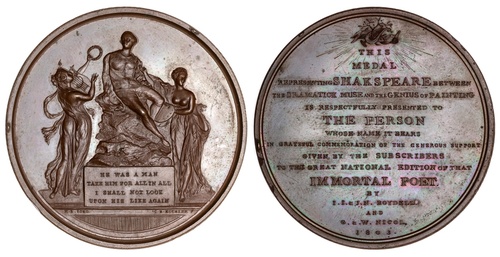 HE WAS A MAN
TAKE HIM FOR ALL IN ALL
I SHALL NOT LOOK
UPON HIS LIKE AGAIN
THIS
MEDAL
REPRESENTING SHAKSPEARE BETWEEN
THE DRAMATICK MUSE AND THE GENIUS OF PAINTING
IS RESPECTFULLY PRESENTED TO
THE PERSON
WHOSE NAME IT BEARS
IN GRATEFUL COMMEMORATION OF THE GENEROUS SUPPORT
GIVEN BY THE SUBSCRIBERS
TO THE GREAT NATIONAL EDITION OF THAT
IMMORTAL POET.
BY
I.I. & I.N. BOYDELL
AND
G. & W. NICOL.
1803.